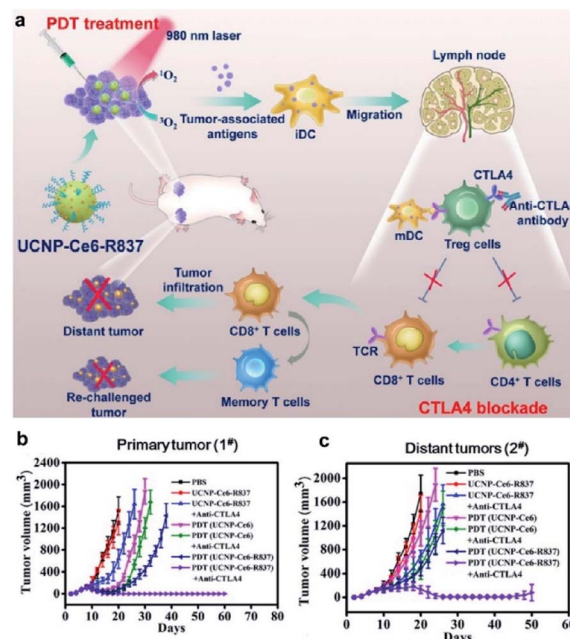 a
PDT treatment
980 nm laser
¹O₂
³O₂
Tumor-associated
antigens
iDC
Migration
Lymph node
UCNP-Ce6-R837
CTLA4
Anti-CTLA
antibody
mDC
Treg cells
Tumor
infiltration
Distant tumor
CD8⁺ T cells
TCR
CD8⁺ T cells
CD4⁺ T cells
Re-challenged
tumor
Memory T cells
CTLA4 blockade
b
Primary tumor (1#)
Tumor volume (mm³)
2400
2000
1600
1200
800
400
0
PBS
UCNP-Ce6-R837
UCNP-Ce6-R837
+Anti-CTLA4
PDT (UCNP-Ce6)
PDT (UCNP-Ce6)
+Anti-CTLA4
PDT (UCNP-Ce6-R837)
PDT (UCNP-Ce6-R837)
+Anti-CTLA4
0 20 40 60 80
Days
c
Distant tumors (2#)
Tumor volume (mm³)
2000
1600
1200
800
400
0
PBS
UCNP-Ce6-R837
UCNP-Ce6-R837
+Anti-CTLA4
PDT (UCNP-Ce6)
PDT (UCNP-Ce6)
+Anti-CTLA4
PDT (UCNP-Ce6-R837)
PDT (UCNP-Ce6-R837)
+Anti-CTLA4
0 10 20 30 40 50 60
Days